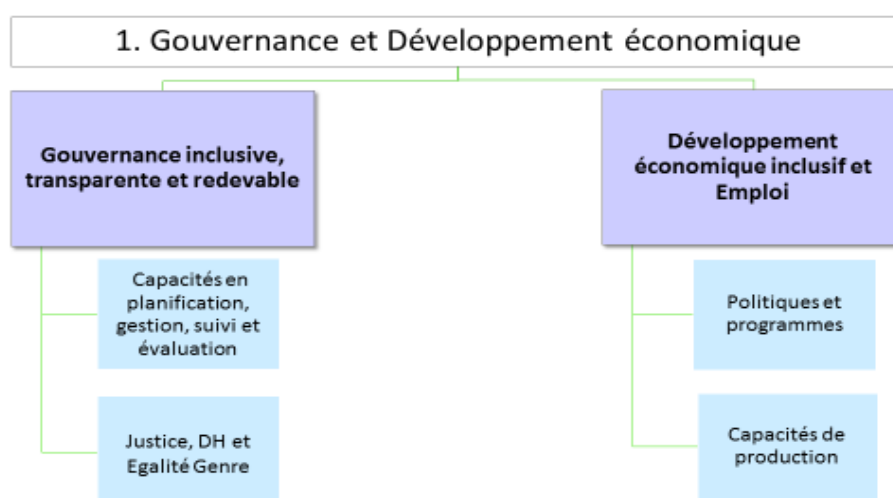 1. Gouvernance et Développement économique
Gouvernance inclusive,
transparente et redevable
Capacités en
planification,
gestion, suivi et
évaluation
Justice, DH et
Egalité Genre
Développement
économique inclusif et
Emploi
Politiques et
programmes
Capacités de
production